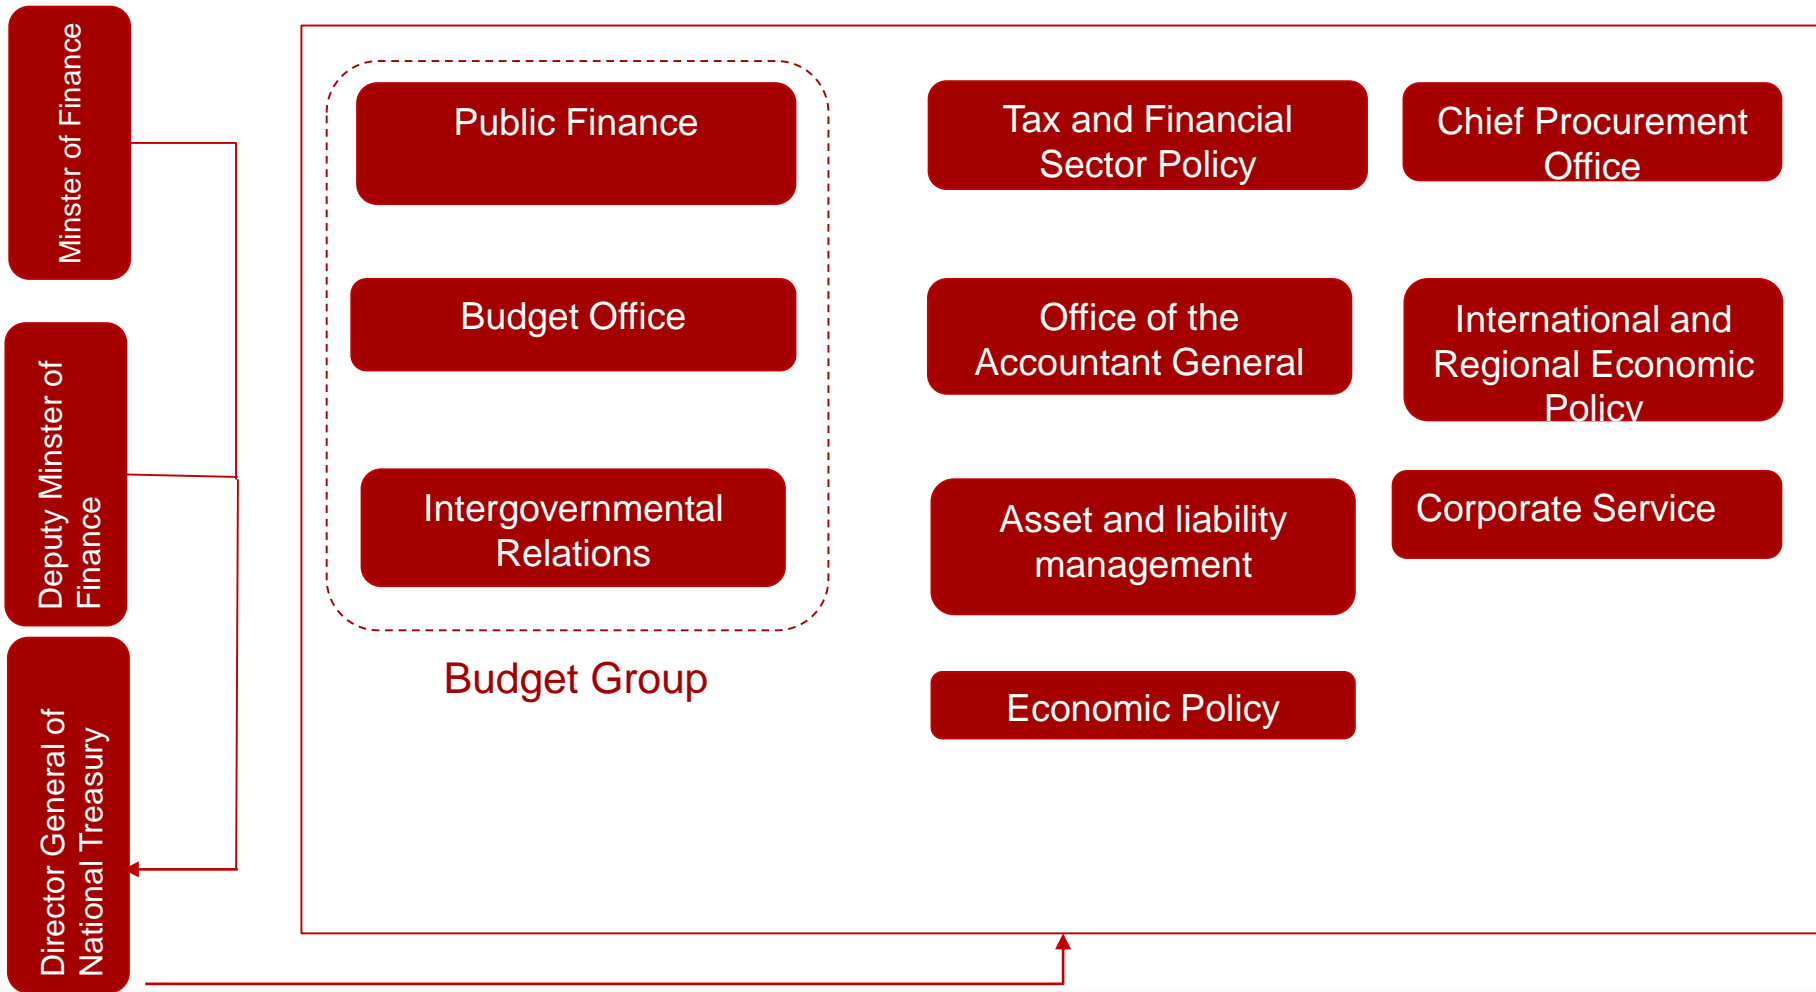 Minster of Finance
Deputy Minster of
Finance
Director General of
National Treasury
Public Finance
Budget Office
Intergovernmental
Relations
Budget Group
Tax and Financial
Sector Policy
Office of the
Accountant General
Asset and liability
management
Economic Policy
Chief Procurement
Office
International and
Regional Economic
Policy
Corporate Service